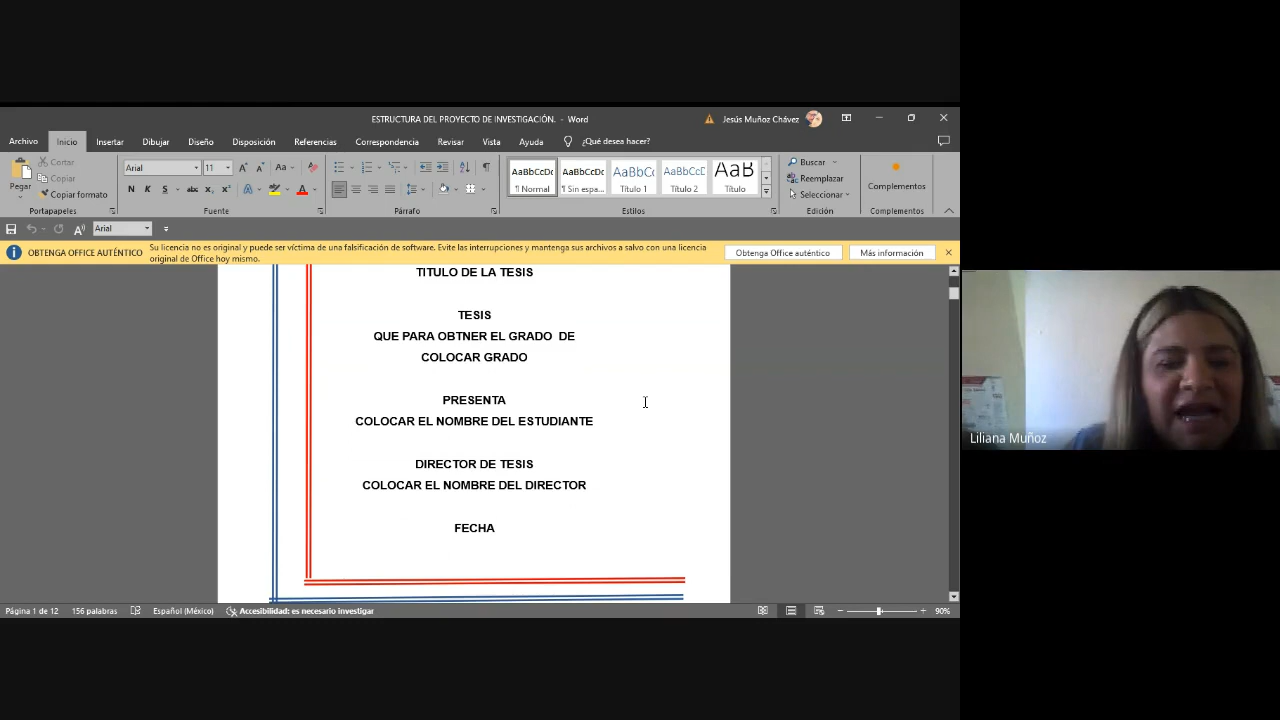 ESTRUCTURA DEL PROYECTO DE INVESTIGACIÓN. - Word
Jesús Muñoz Chávez
Archivo Inicio Insertar Dibujar Disposición Referencias Correspondencia Revisar Vista Ayuda ¿Qué desea hacer?
Pegar
Cortar
Copiar
Copiar formato
Portapapeles
Arial 11
Fuente
Párrafo
AaBbCcDc AaBbCcDc AaBbCc AaBbCcC AaB
¶ Normal ¶ Sin espa... Título 1 Título 2 Título
Estilos
Buscar
Reemplazar
Seleccionar
Edición
Complementos
Complementos
Arial
OBTENGA OFFICE AUTÉNTICO
Su licencia no es original y puede ser víctima de una falsificación de software. Evite las interrupciones y mantenga sus archivos a salvo con una licencia
original de Office hoy mismo.
Obtenga Office auténtico
Más información
TITULO DE LA TESIS
TESIS
QUE PARA OBTNER EL GRADO DE
COLOCAR GRADO
PRESENTA
COLOCAR EL NOMBRE DEL ESTUDIANTE
DIRECTOR DE TESIS
COLOCAR EL NOMBRE DEL DIRECTOR
FECHA
Liliana Muñoz
Página 1 de 12 156 palabras Español (México) Accesibilidad: es necesario investigar 90%